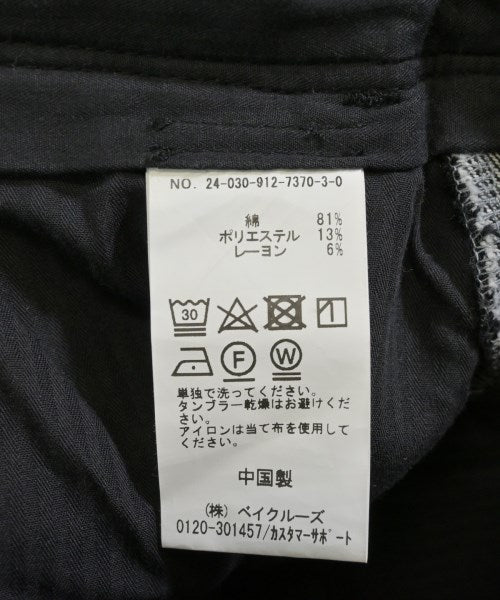 NO. 24-030-912-7370-3-0
綿 81%
ポリエステル 13%
レーヨン 6%
30
F W
単独で洗ってください。
タンブラー乾燥はお避けくだ
さい。
アイロンは当て布を使用して
ください。
中国製
(株) ベイクルーズ
0120-301457/カスタマーサポート